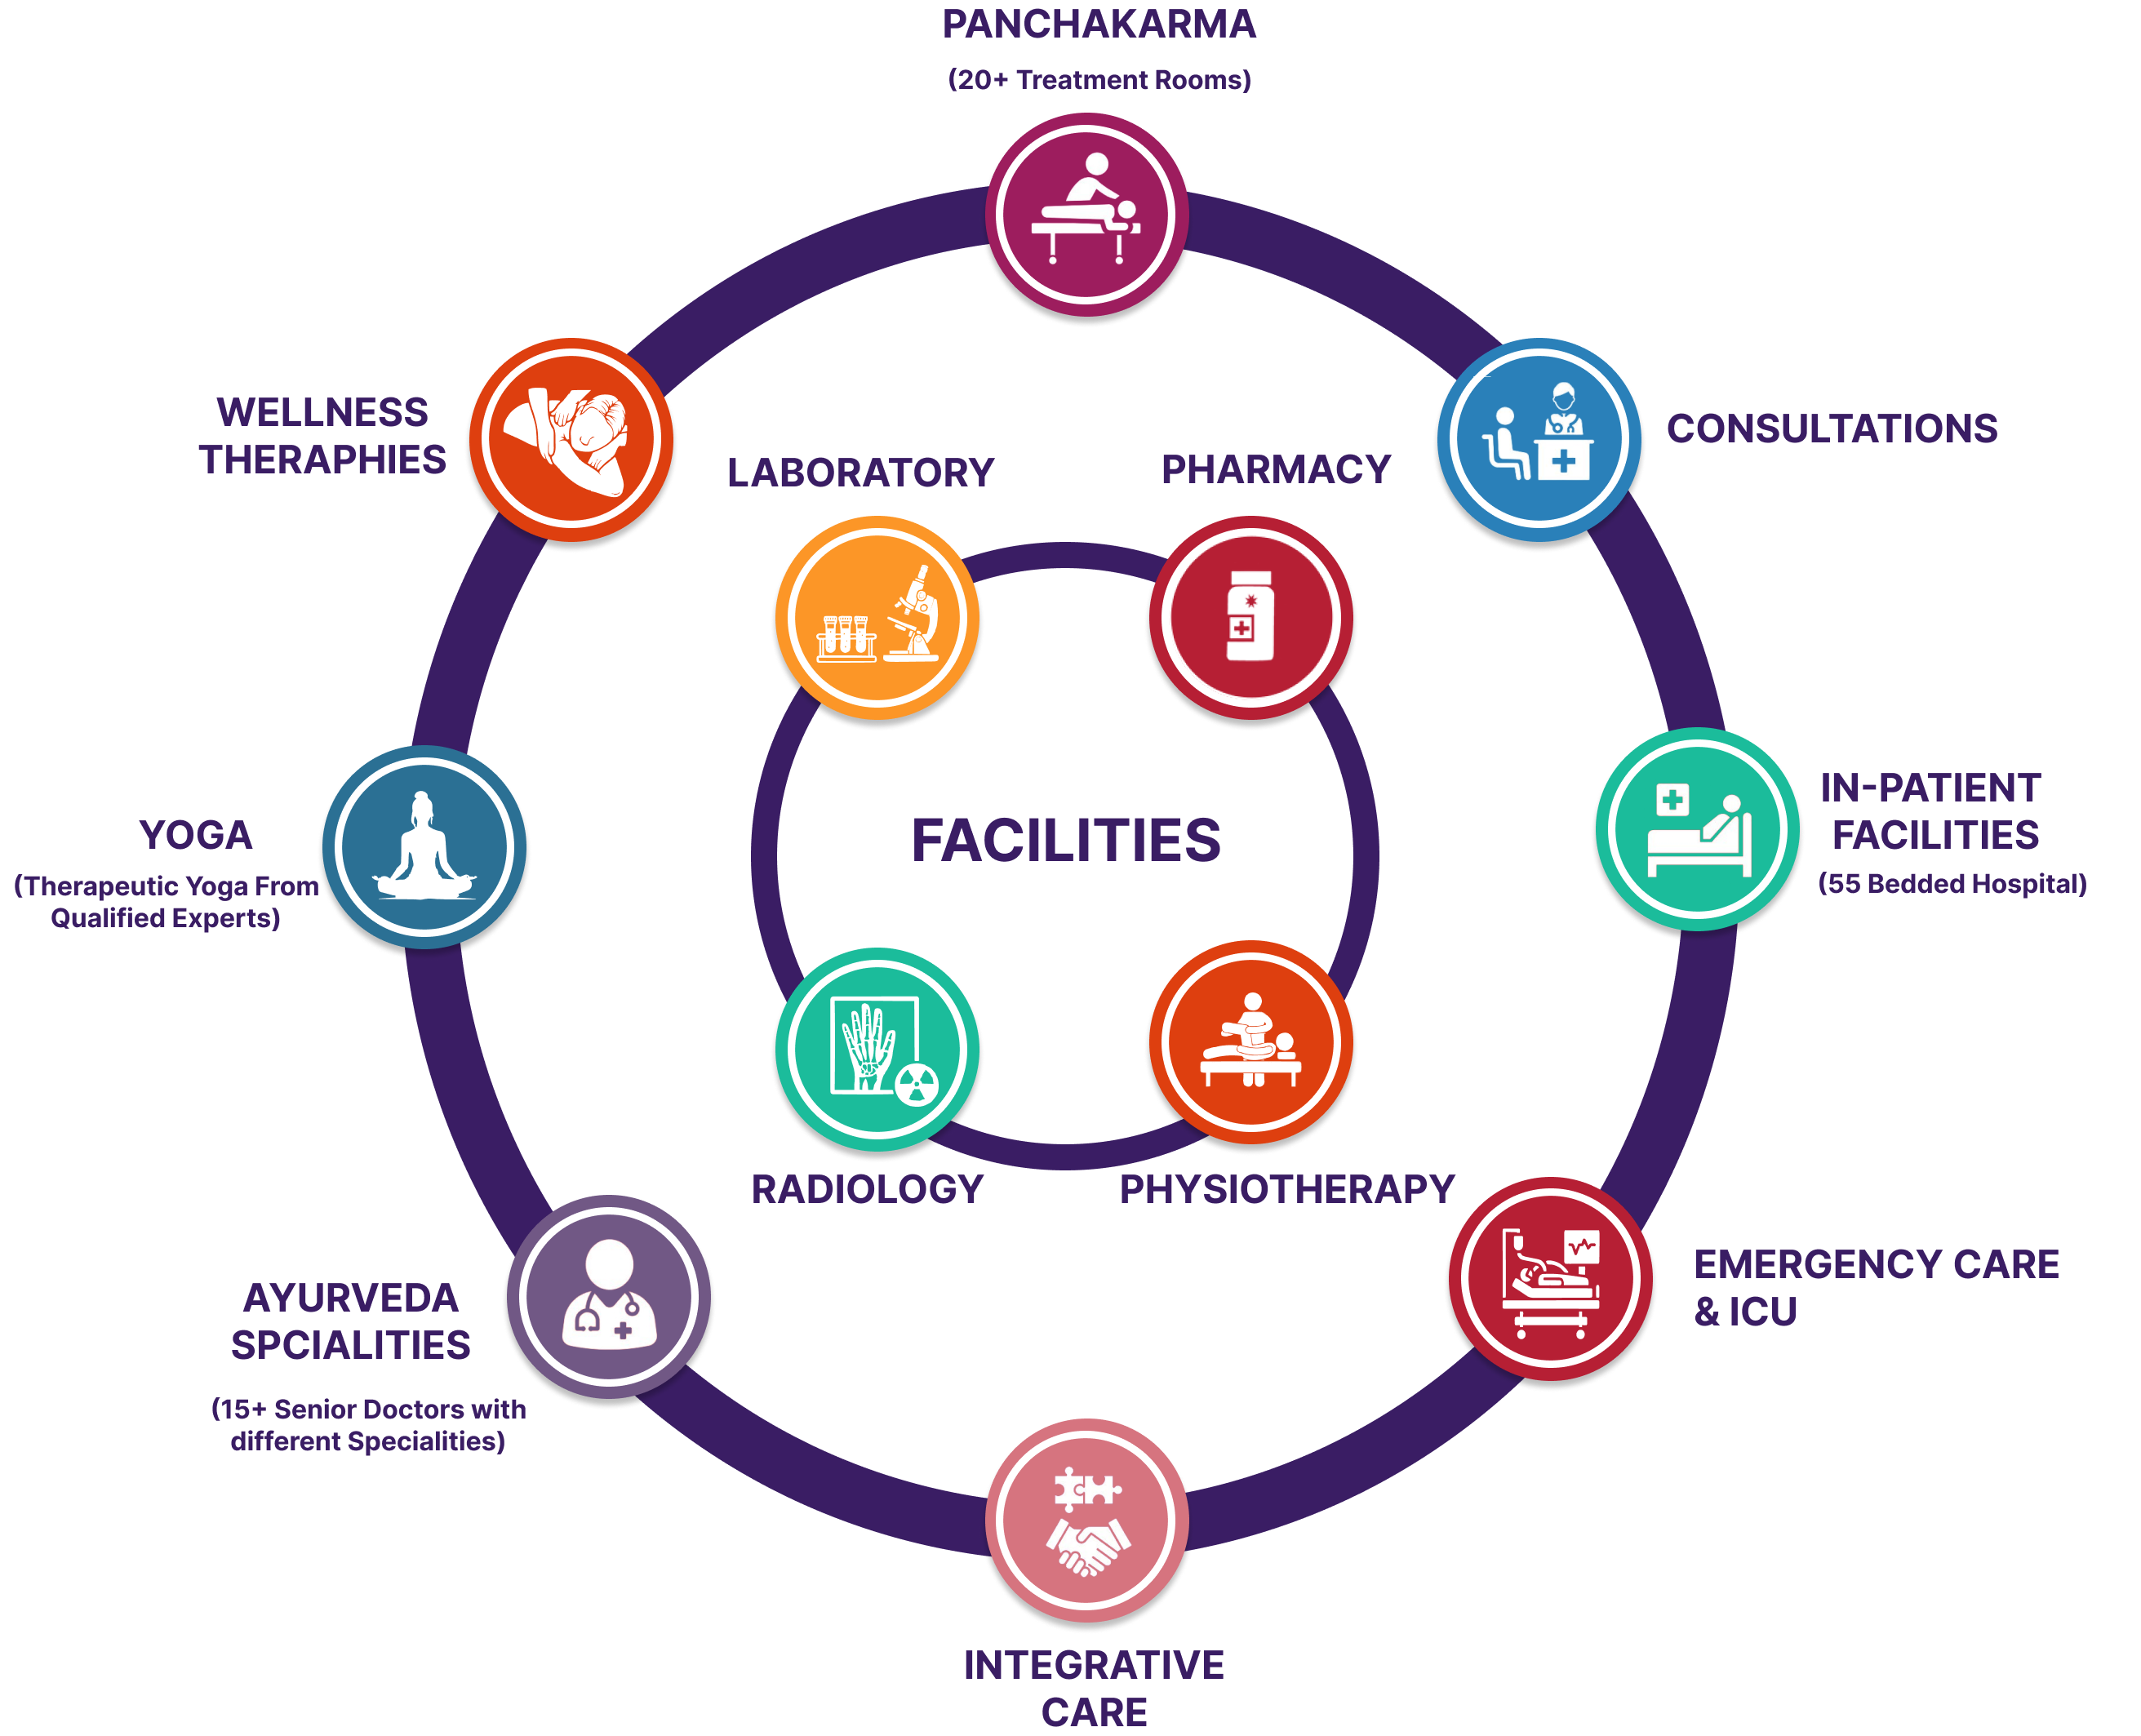 PANCHAKARMA
(20+ Treatment Rooms)
WELLNESS
THERAPHIES
CONSULTATIONS
LABORATORY
PHARMACY
FACILITIES
YOGA
(Therapeutic Yoga From
Qualified Experts)
IN-PATIENT
FACILITIES
(55 Bedded Hospital)
RADIOLOGY
PHYSIOTHERAPY
AYURVEDA
SPCIALITIES
(15+ Senior Doctors with
different Specialities)
EMERGENCY CARE
& ICU
INTEGRATIVE
CARE